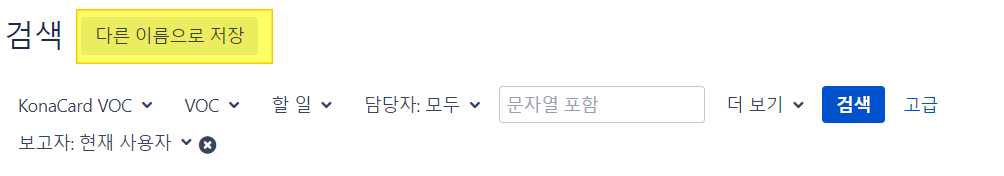 검색 다른 이름으로 저장
KonaCard VOC VOC 할 일 담당자: 모두 문자열 포함 더 보기 검색 고급
보고자: 현재 사용자